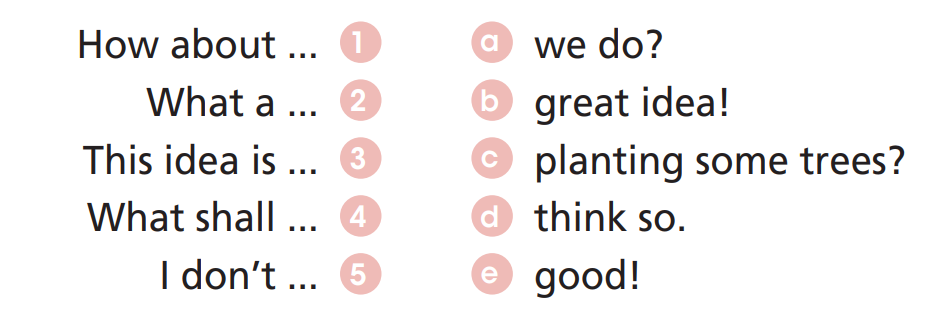 How about ... 1 a we do?
What a ... 2 b great idea!
This idea is ... 3 c planting some trees?
What shall ... 4 d think so.
I don’t ... 5 e good!